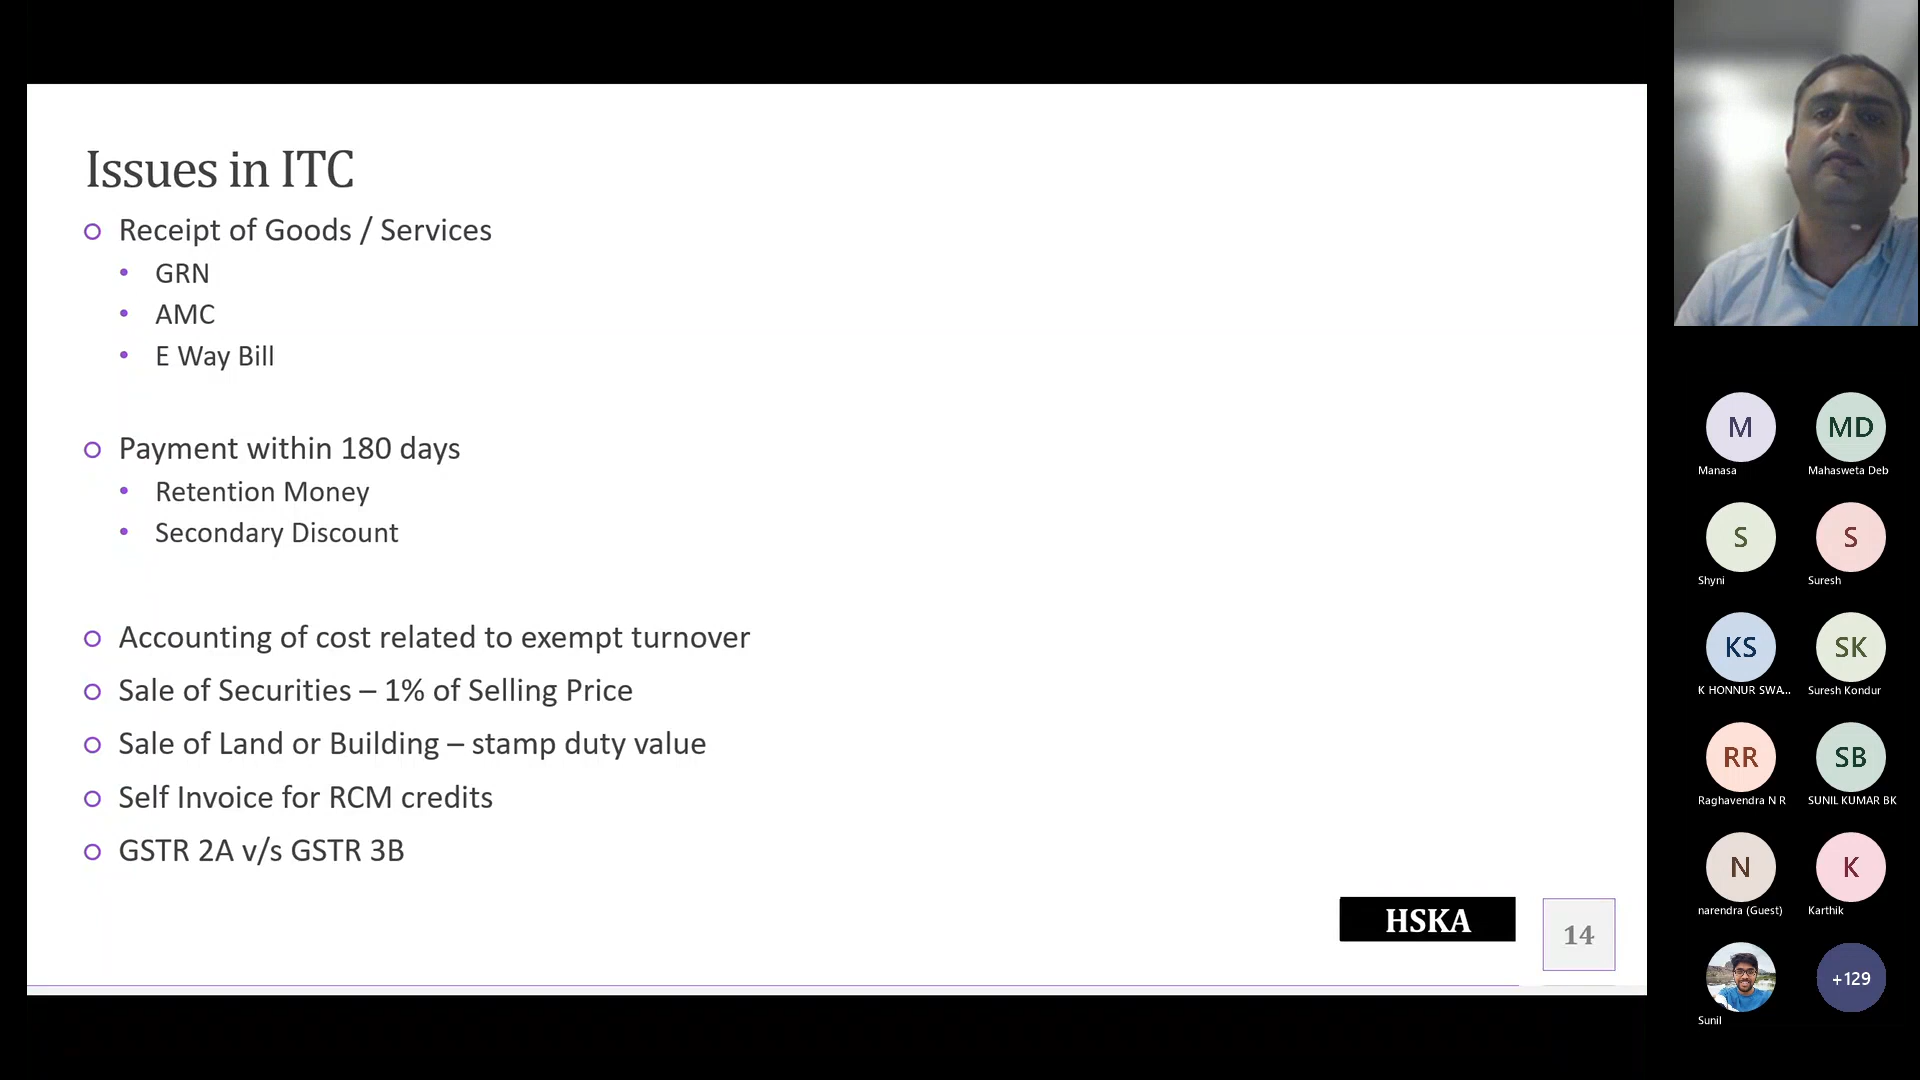 Issues in ITC
Receipt of Goods / Services
GRN
AMC
E Way Bill
Payment within 180 days
Retention Money
Secondary Discount
Accounting of cost related to exempt turnover
Sale of Securities – 1% of Selling Price
Sale of Land or Building – stamp duty value
Self Invoice for RCM credits
GSTR 2A v/s GSTR 3B
HSKA
14
M
MD
Manasa
Mahasweta Deb
S
S
Shyni
Suresh
KS
SK
K HONNUR SWA...
Suresh Kondur
RR
SB
Raghavendra N R
SUNIL KUMAR BK
N
K
narendra (Guest)
Karthik
+129
Sunil